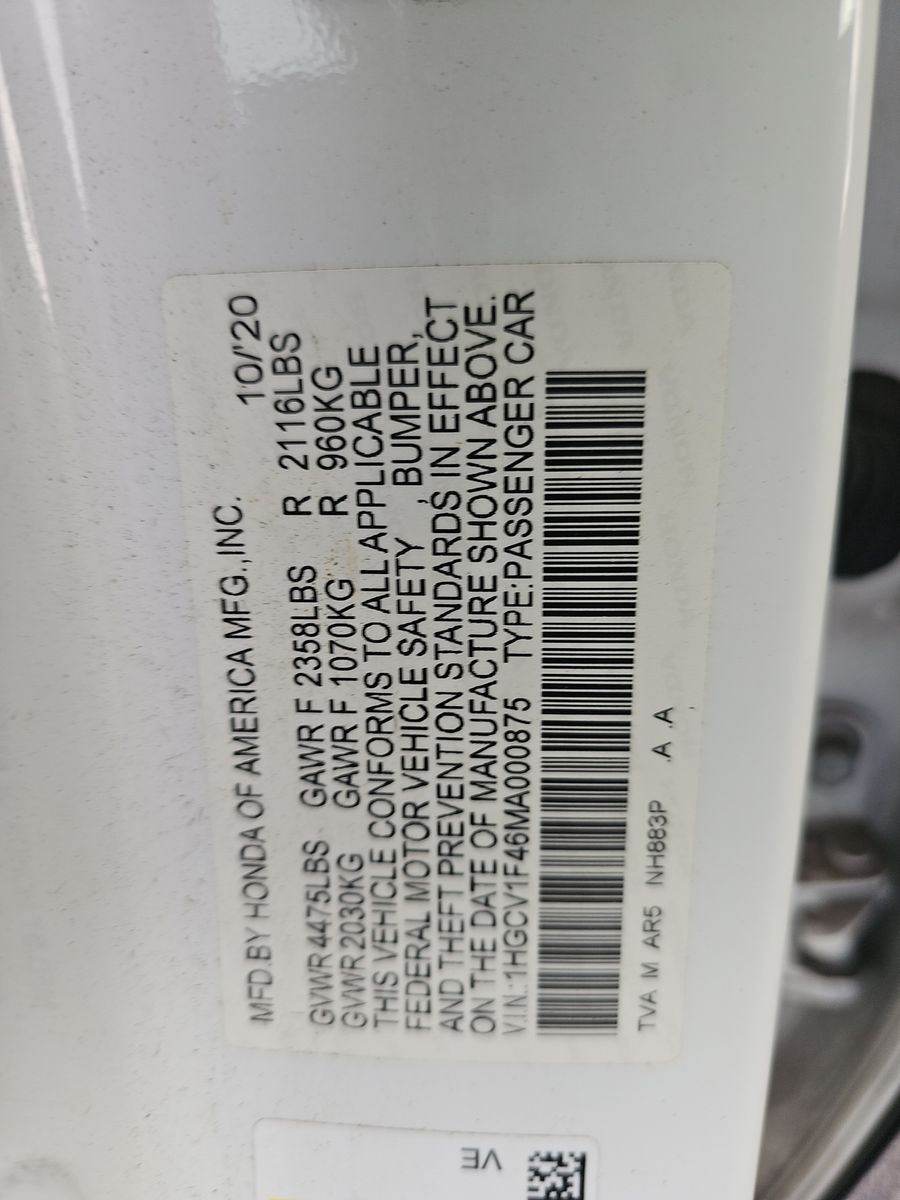 MFD.BY HONDA OF AMERICA MFG.,INC. 10/'20
GVWR 4475LBS GAWR F 2358LBS R 2116LBS
GVWR 2030KG GAWR F 1070KG R 960KG
THIS VEHICLE CONFORMS TO ALL APPLICABLE
FEDERAL MOTOR VEHICLE SAFETY , BUMPER,
AND THEFT PREVENTION STANDARDS IN EFFECT
ON THE DATE OF MANUFACTURE SHOWN ABOVE.
V.I.N.:1HGCV1F46MA000875 TYPE:PASSENGER CAR
TVA M AR5 NH883P .A .A
VE